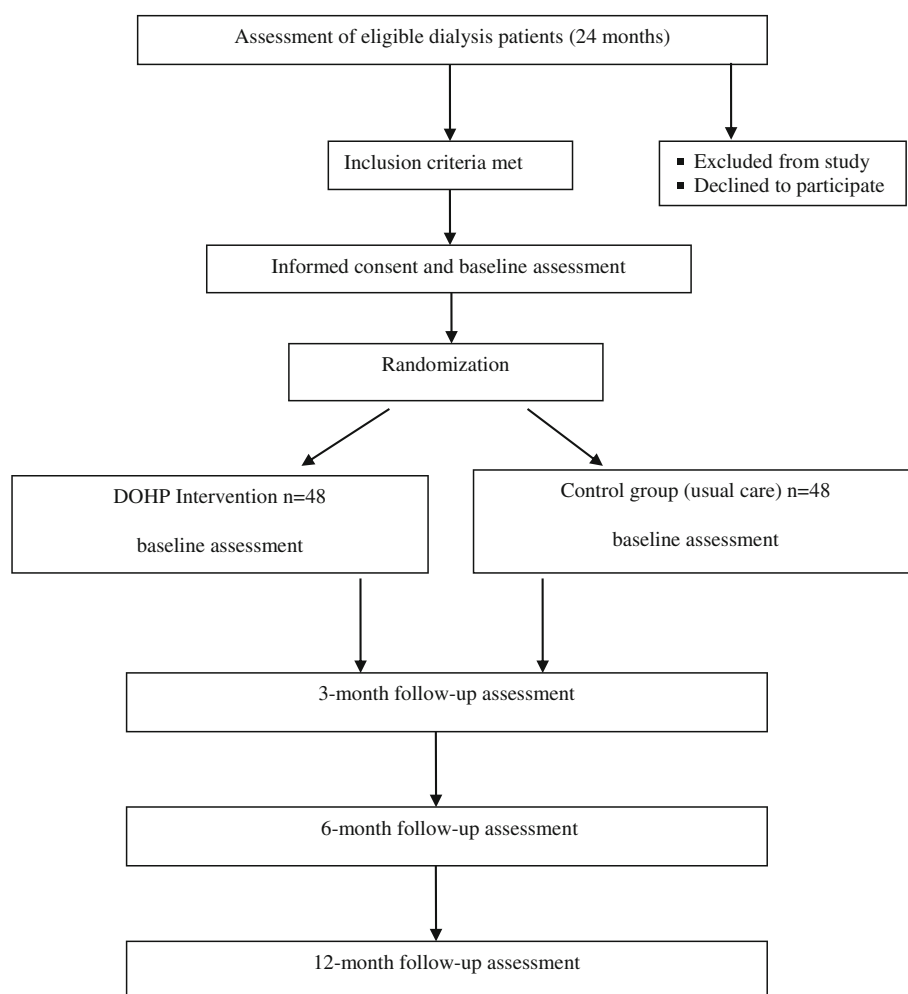 Assessment of eligible dialysis patients (24 months)
Inclusion criteria met
▪ Excluded from study
▪ Declined to participate
Informed consent and baseline assessment
Randomization
DOHP Intervention n=48
baseline assessment
Control group (usual care) n=48
baseline assessment
3-month follow-up assessment
6-month follow-up assessment
12-month follow-up assessment